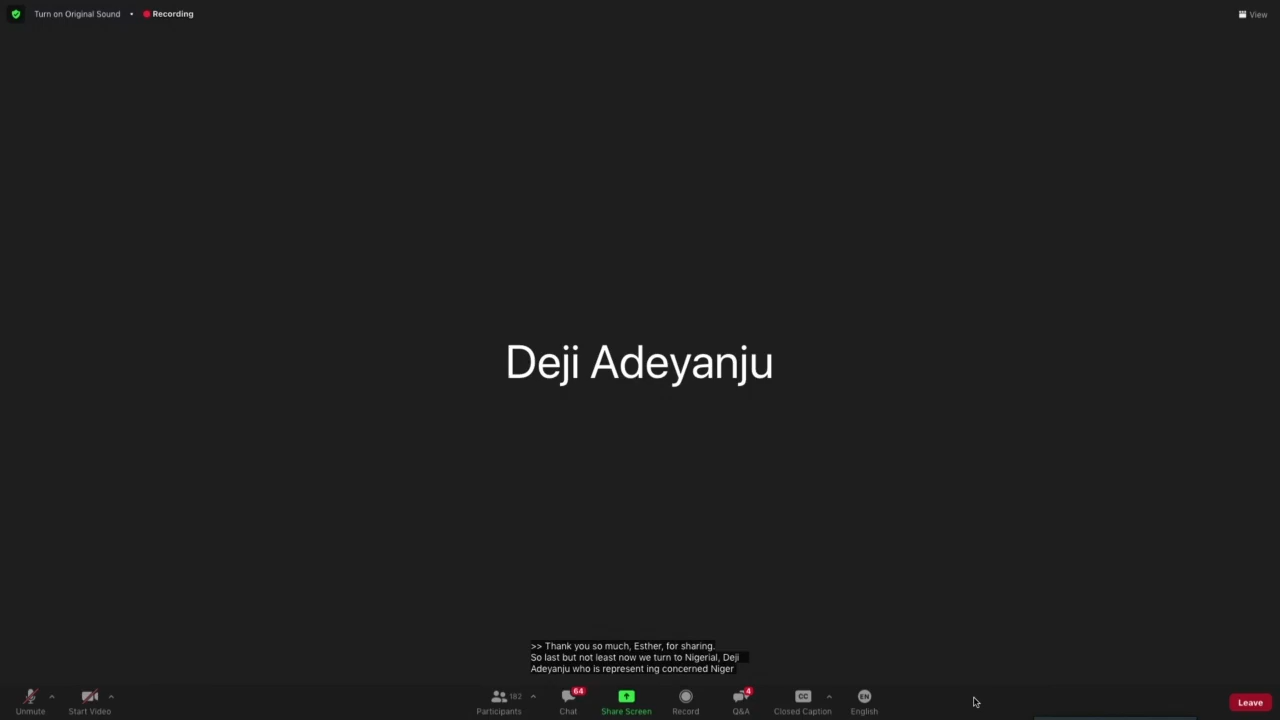 Turn on Original Sound • Recording View
Deji Adeyanju
>> Thank you so much, Esther, for sharing.
So last but not least now we turn to Nigerial, Deji
Adeyanju who is represent ing concerned Niger
64 4
182 CC EN
Unmute Start Video Participants Chat Share Screen Record Q&A Closed Caption English Leave